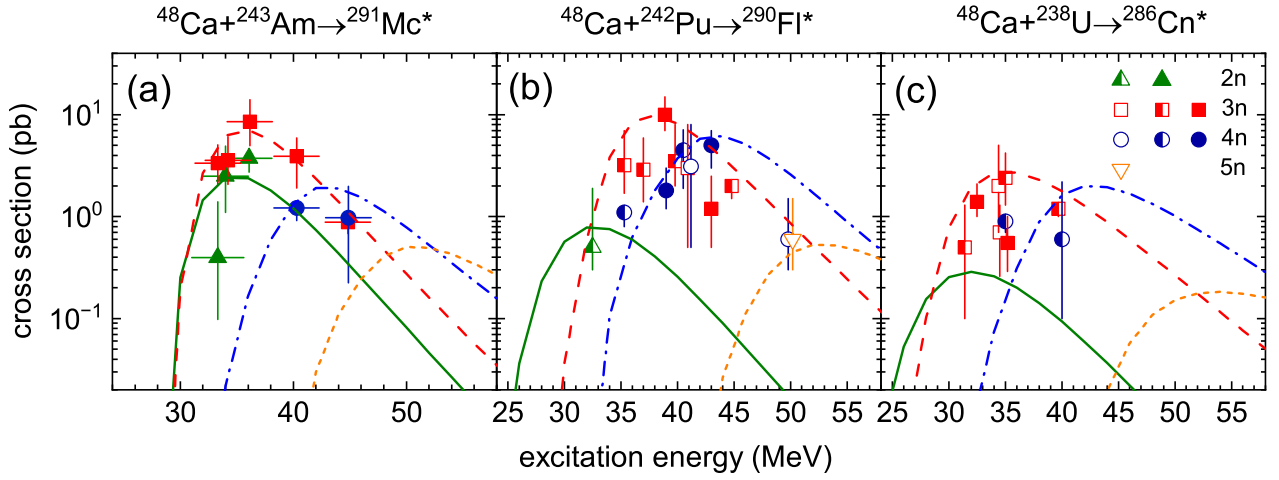 ⁴⁸Ca+²⁴³Am→²⁹¹Mc*
⁴⁸Ca+²⁴²Pu→²⁹⁰Fl*
⁴⁸Ca+²³⁸U→²⁸⁶Cn*
(a)
(b)
(c)
2n
3n
4n
5n
10¹
10⁰
10⁻¹
cross section (pb)
30 40 50
25 30 35 40 45 50 55
25 30 35 40 45 50 55
excitation energy (MeV)